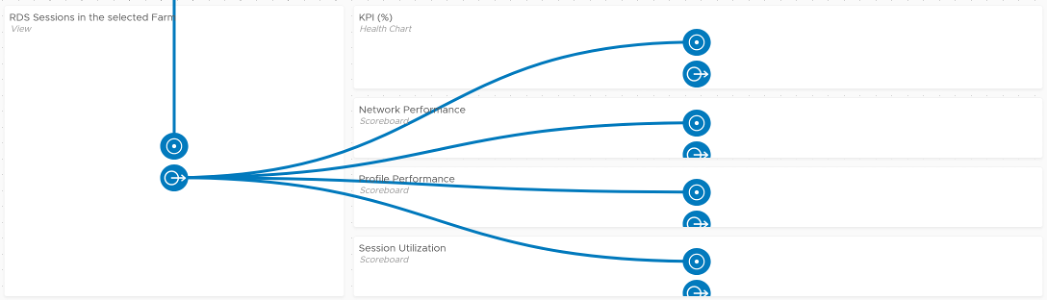 RDS Sessions in the selected Farm
View
KPI (%)
Health Chart
Network Performance
Scoreboard
Profile Performance
Scoreboard
Session Utilization
Scoreboard